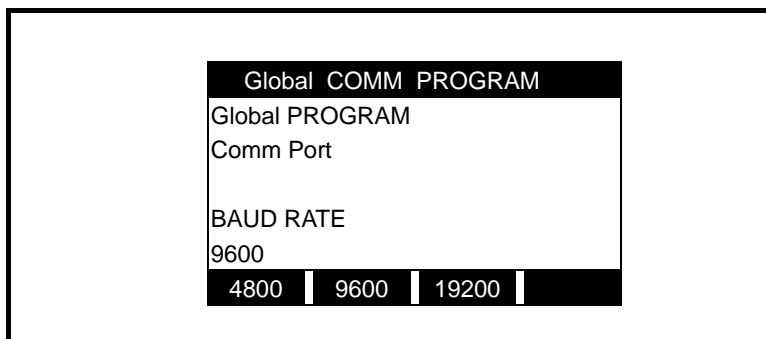 Global COMM PROGRAM
Global PROGRAM
Comm Port
BAUD RATE
9600
4800 9600 19200